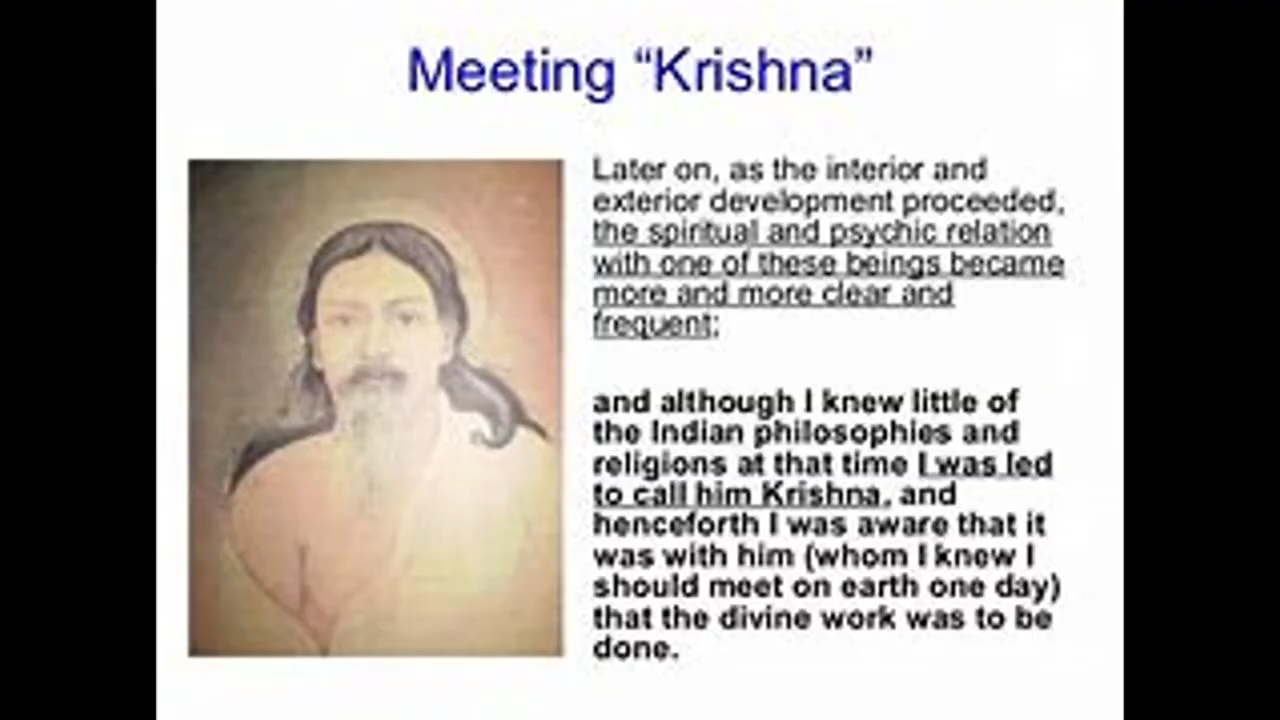 Meeting “Krishna”
Later on, as the interior and
exterior development proceeded,
the spiritual and psychic relation
with one of these beings became
more and more clear and
frequent;
and although I knew little of
the Indian philosophies and
religions at that time I was led
to call him Krishna, and
henceforth I was aware that it
was with him (whom I knew I
should meet on earth one day)
that the divine work was to be
done.